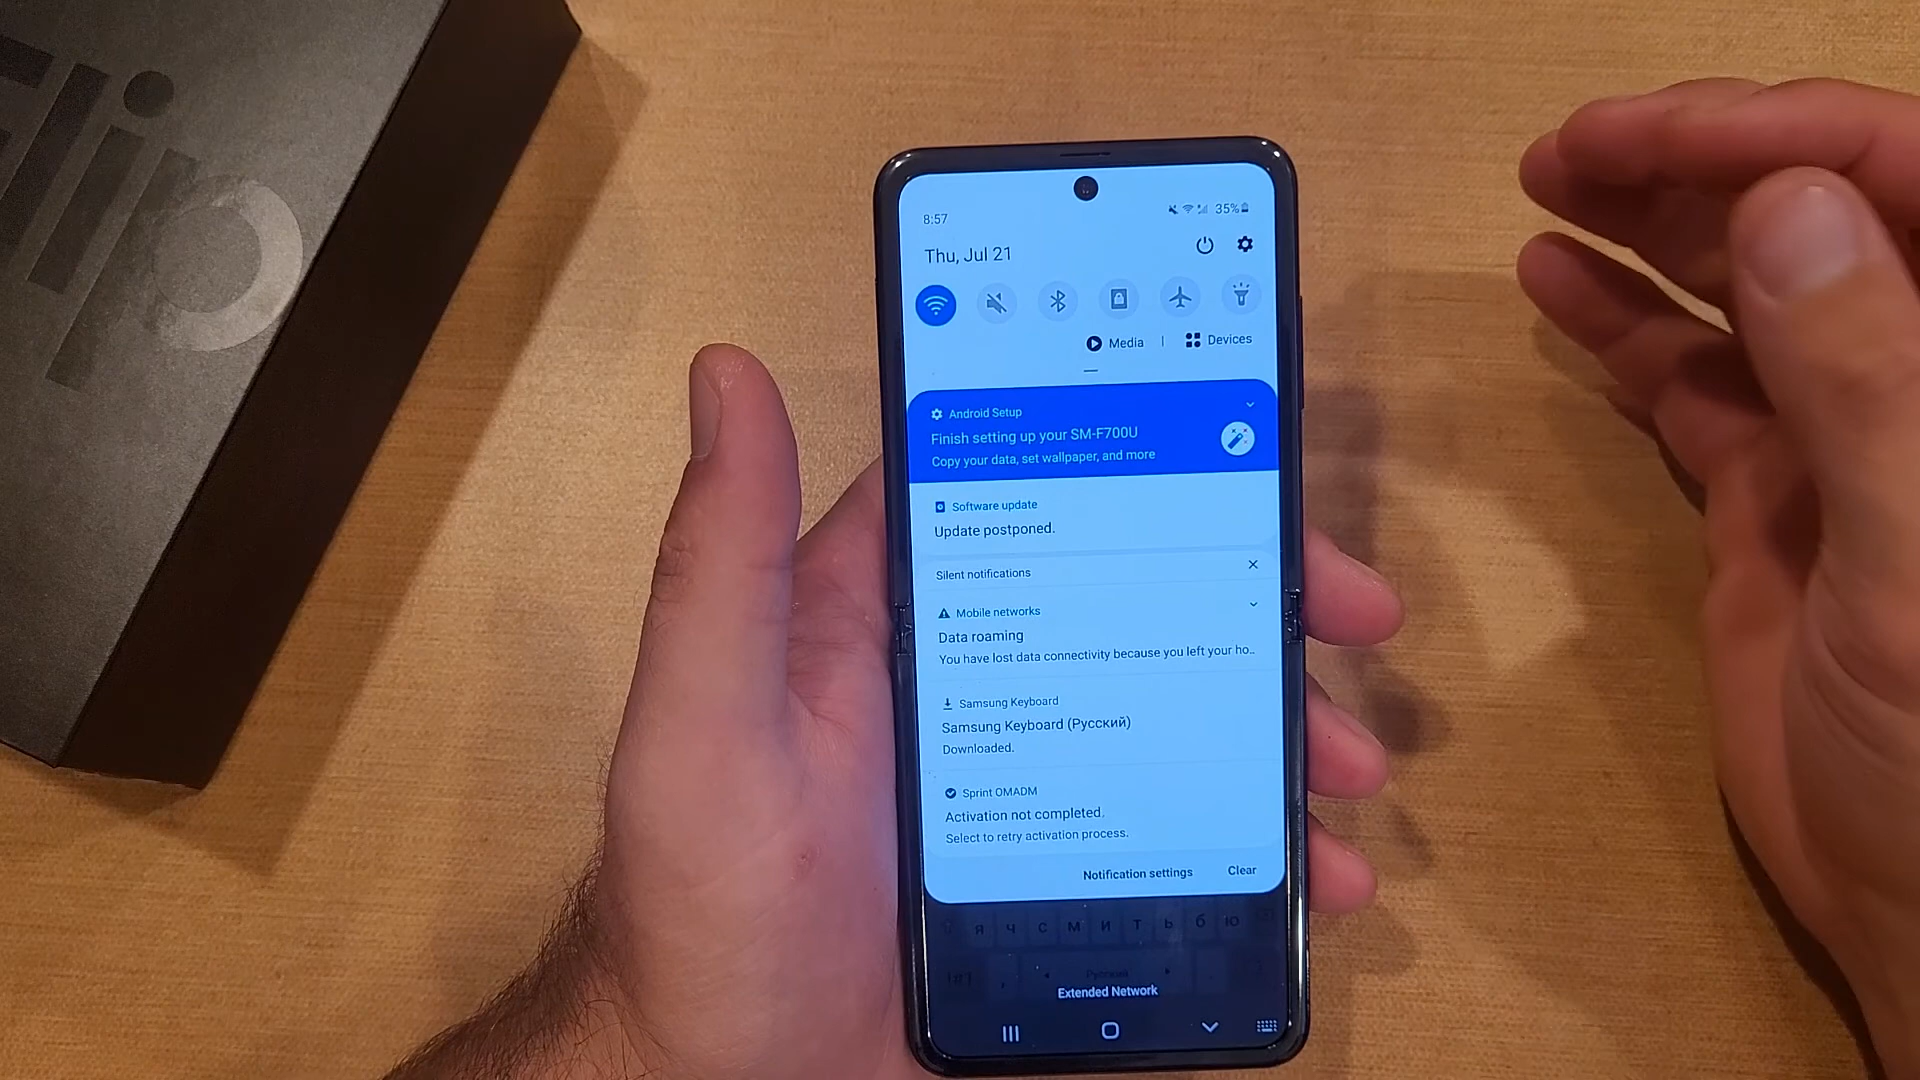 Flip
8:57
35%
Thu, Jul 21
Media | Devices
Android Setup
Finish setting up your SM-F700U
Copy your data, set wallpaper, and more
Software update
Update postponed.
Silent notifications
Mobile networks
Data roaming
You have lost data connectivity because you left your ho..
Samsung Keyboard
Samsung Keyboard (Русский)
Downloaded.
Sprint OMADM
Activation not completed.
Select to retry activation process.
Notification settings Clear
я ч с м и т ь б ю
!#1 , Русский .
Extended Network